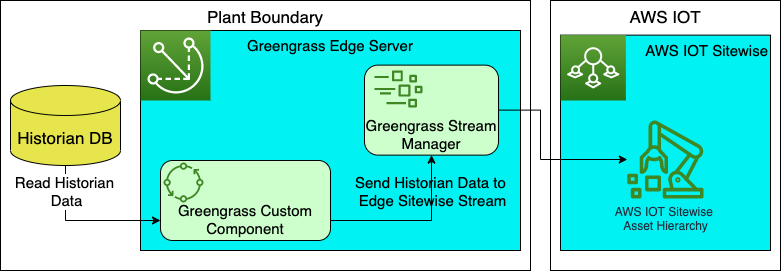 Plant Boundary
Greengrass Edge Server
Historian DB
Read Historian
Data
Greengrass Custom
Component
Greengrass Stream
Manager
Send Historian Data to
Edge Sitewise Stream
AWS IOT
AWS IOT Sitewise
AWS IOT Sitewise
Asset Hierarchy